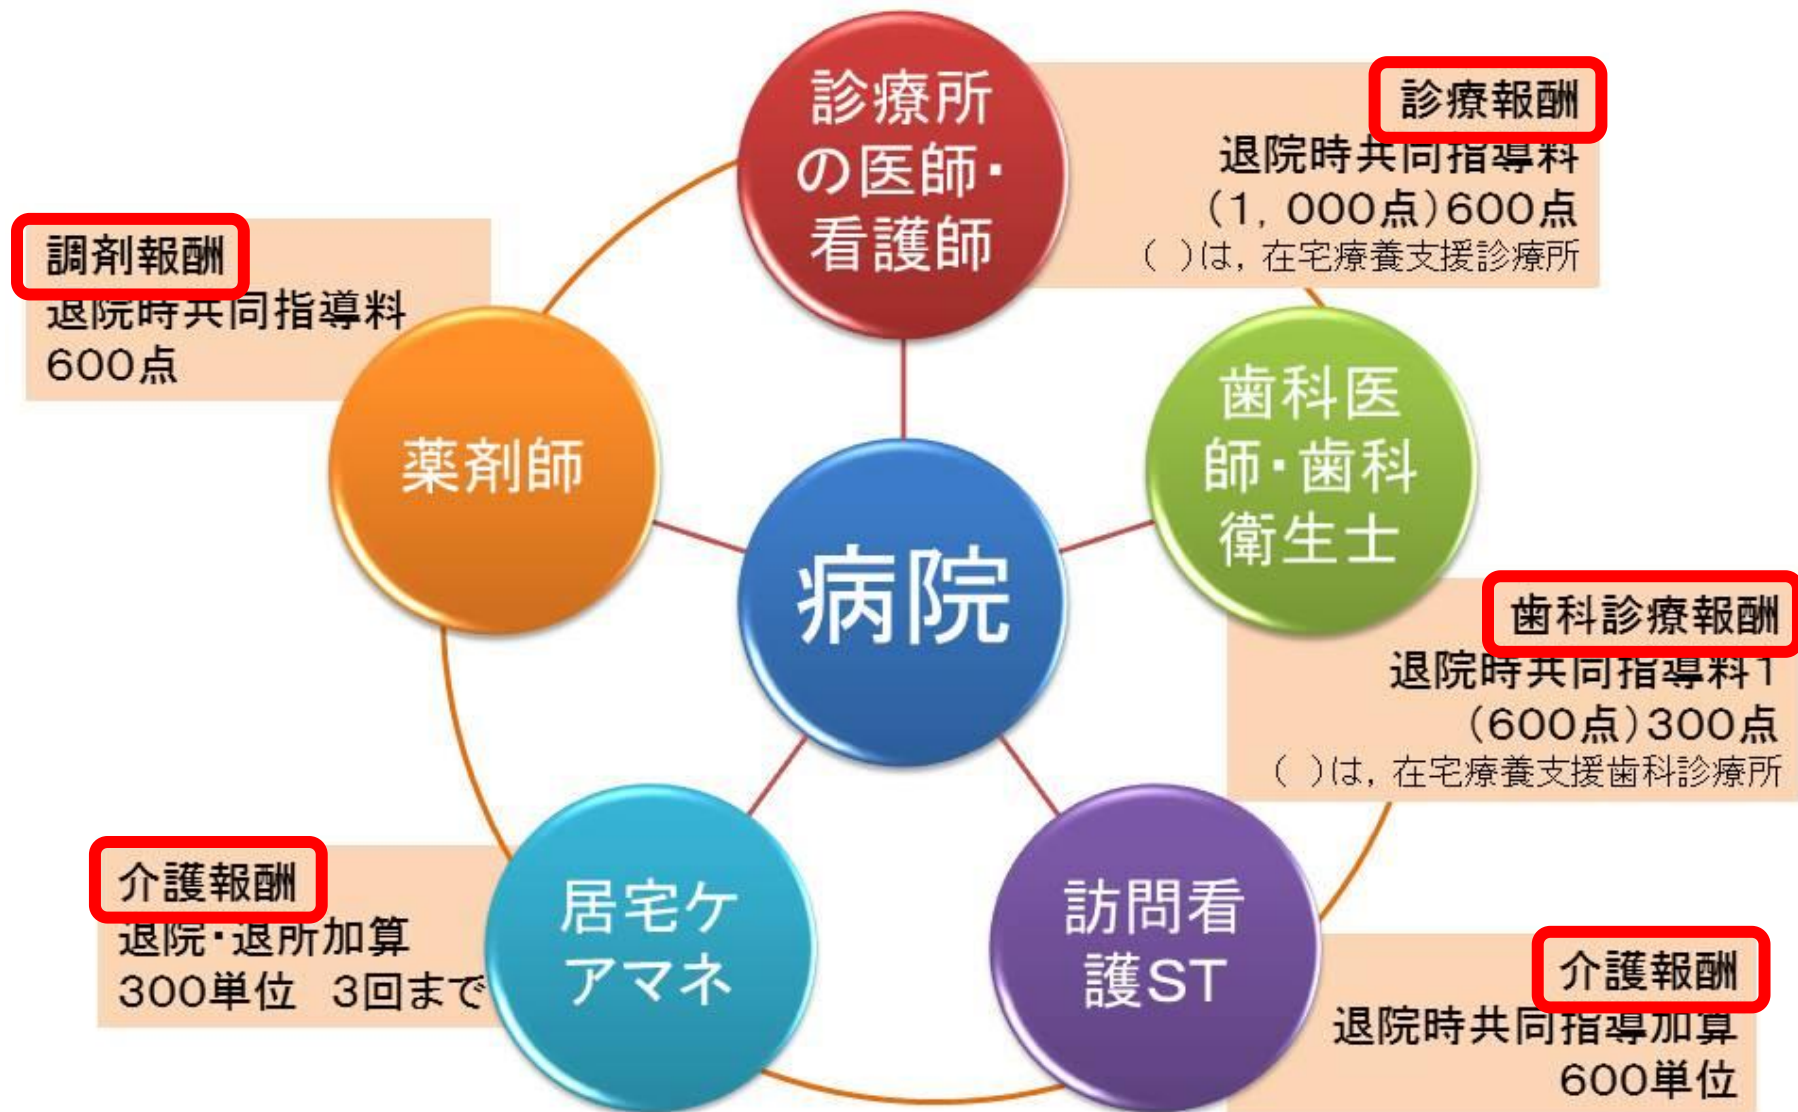 診療所
の医師・
看護師
診療報酬
退院時共同指導料
（1，000点）600点
（ ）は，在宅療養支援診療所
調剤報酬
退院時共同指導料
600点
薬剤師
歯科医
師・歯科
衛生士
病院
歯科診療報酬
退院時共同指導料1
（600点）300点
（ ）は，在宅療養支援歯科診療所
介護報酬
退院・退所加算
300単位　3回まで
居宅ケ
アマネ
訪問看
護ST
介護報酬
退院時共同指導加算
600単位